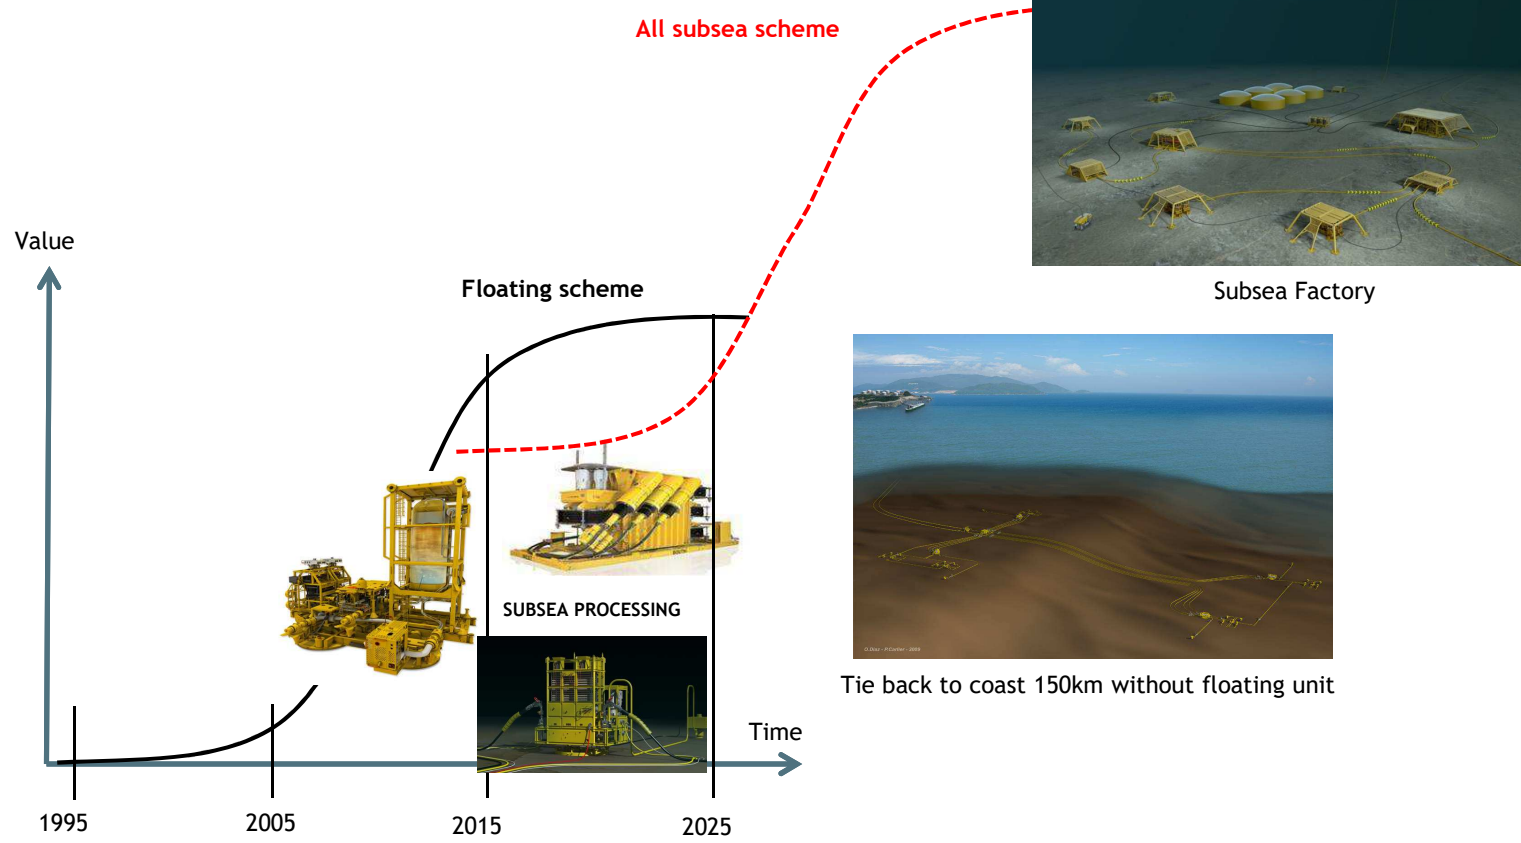 All subsea scheme
Value
Floating scheme
Subsea Factory
SUBSEA PROCESSING
Tie back to coast 150km without floating unit
Time
1995
2005
2015
2025